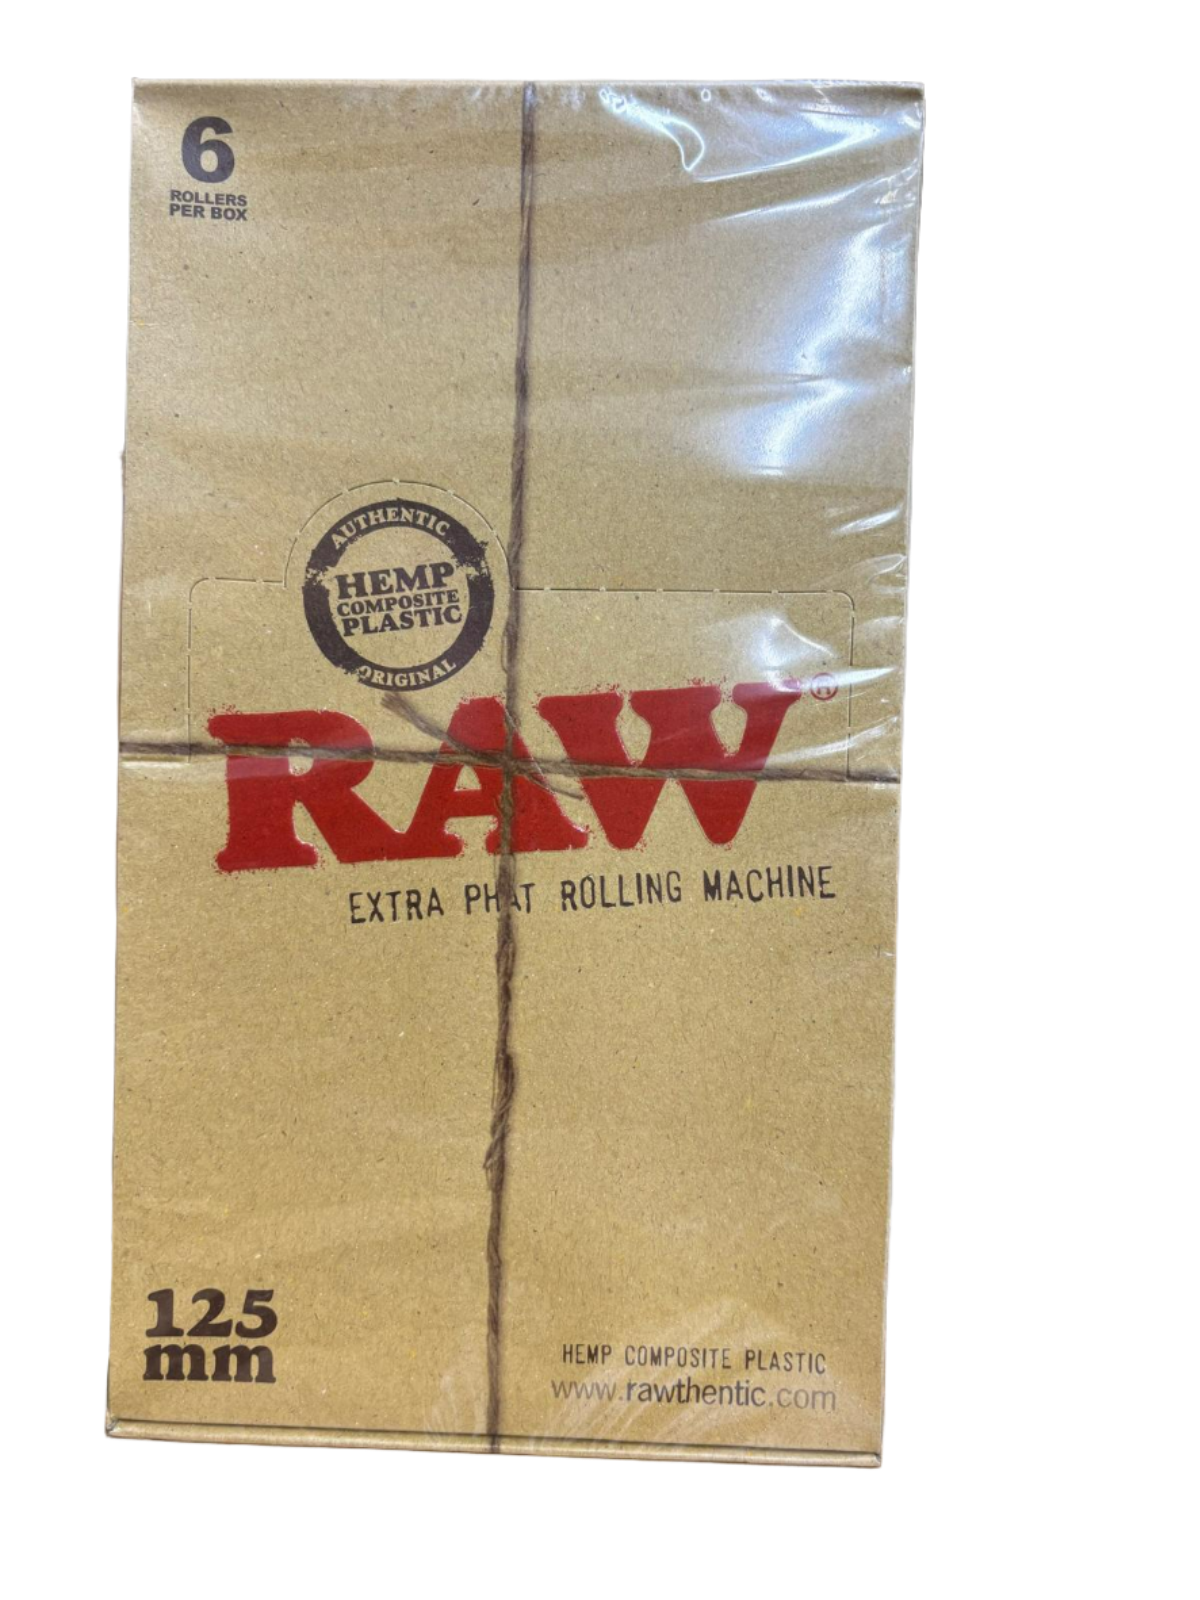 6
ROLLERS
PER BOX
AUTHENTIC
HEMP
COMPOSITE
PLASTIC
ORIGINAL
RAW®
EXTRA PHAT ROLLING MACHINE
125
mm
HEMP COMPOSITE PLASTIC
www.rawthentic.com